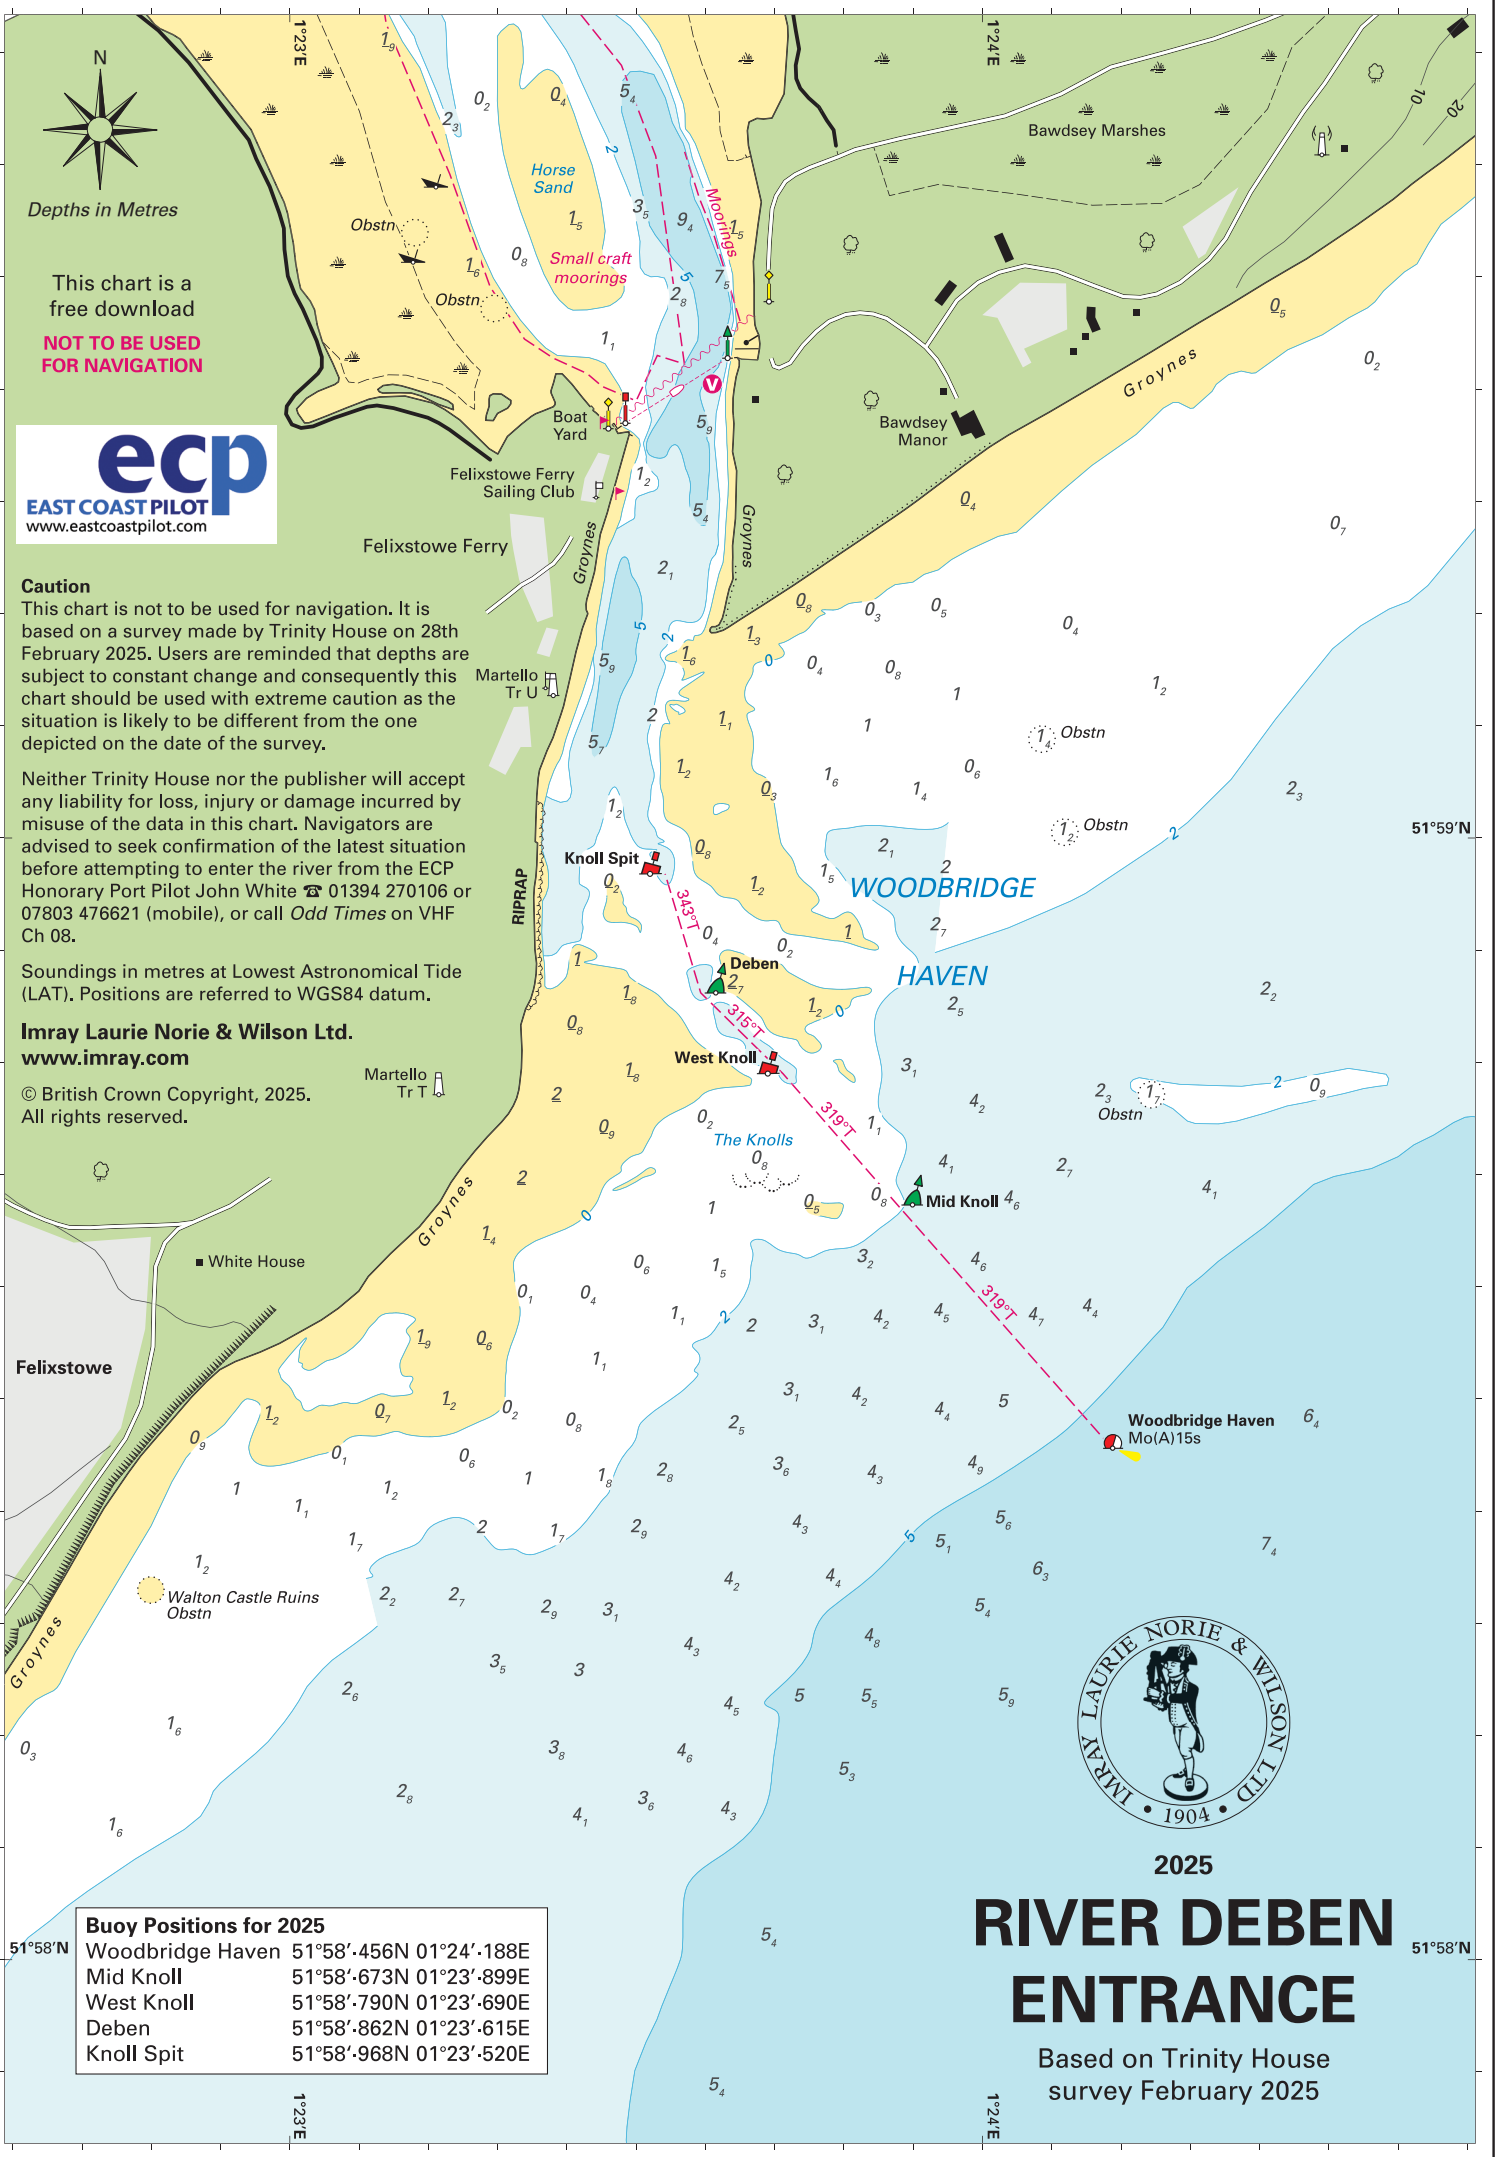 1°23'E
1°24'E
N
Depths in Metres
This chart is a
free download
NOT TO BE USED
FOR NAVIGATION
ecp
EAST COAST PILOT
www.eastcoastpilot.com
Caution
This chart is not to be used for navigation. It is
based on a survey made by Trinity House on 28th
February 2025. Users are reminded that depths are
subject to constant change and consequently this
chart should be used with extreme caution as the
situation is likely to be different from the one
depicted on the date of the survey.
Neither Trinity House nor the publisher will accept
any liability for loss, injury or damage incurred by
misuse of the data in this chart. Navigators are
advised to seek confirmation of the latest situation
before attempting to enter the river from the ECP
Honorary Port Pilot John White ☎ 01394 270106 or
07803 476621 (mobile), or call Odd Times on VHF
Ch 08.
Soundings in metres at Lowest Astronomical Tide
(LAT). Positions are referred to WGS84 datum.
Imray Laurie Norie & Wilson Ltd.
www.imray.com
© British Crown Copyright, 2025.
All rights reserved.
Horse
Sand
Small craft
moorings
Moorings
Obstn
Obstn
Bawdsey Marshes
10
20
Boat
Yard
V
Bawdsey
Manor
Groynes
Felixstowe Ferry
Sailing Club
Felixstowe Ferry
Groynes
Groynes
Martello
Tr U
RIPRAP
Knoll Spit
343°T
Deben
315°T
West Knoll
319°T
The Knolls
Mid Knoll
319°T
Obstn
Obstn
WOODBRIDGE
HAVEN
51°59'N
Obstn
Martello
Tr T
Groynes
White House
Felixstowe
Woodbridge Haven
Mo(A)15s
Walton Castle Ruins
Obstn
Groynes
IMRAY LAURIE NORIE & WILSON LTD
• 1904 •
2025
RIVER DEBEN
ENTRANCE
Based on Trinity House
survey February 2025
51°58'N
51°58'N
Buoy Positions for 2025
Woodbridge Haven 51°58'·456N 01°24'·188E
Mid Knoll 51°58'·673N 01°23'·899E
West Knoll 51°58'·790N 01°23'·690E
Deben 51°58'·862N 01°23'·615E
Knoll Spit 51°58'·968N 01°23'·520E
1°23'E
1°24'E